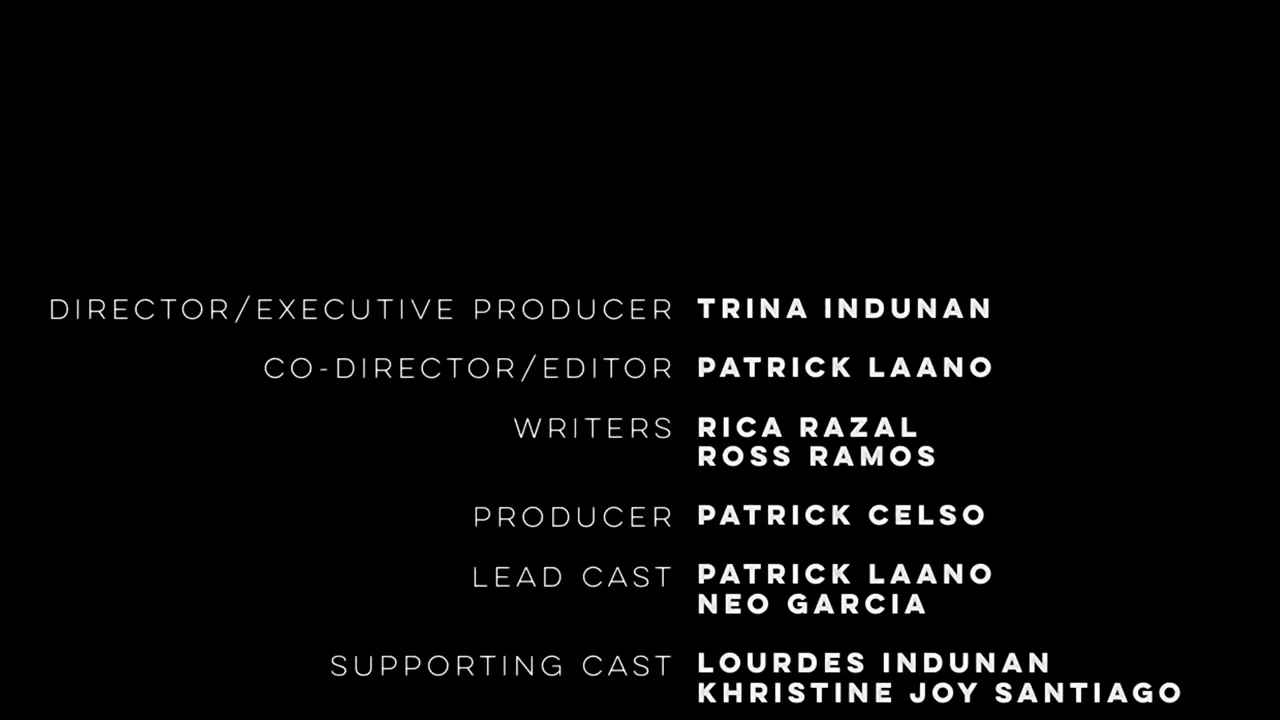 DIRECTOR/EXECUTIVE PRODUCER TRINA INDUNAN
CO-DIRECTOR/EDITOR PATRICK LAANO
WRITERS RICA RAZAL
ROSS RAMOS
PRODUCER PATRICK CELSO
LEAD CAST PATRICK LAANO
NEO GARCIA
SUPPORTING CAST LOURDES INDUNAN
KHRISTINE JOY SANTIAGO